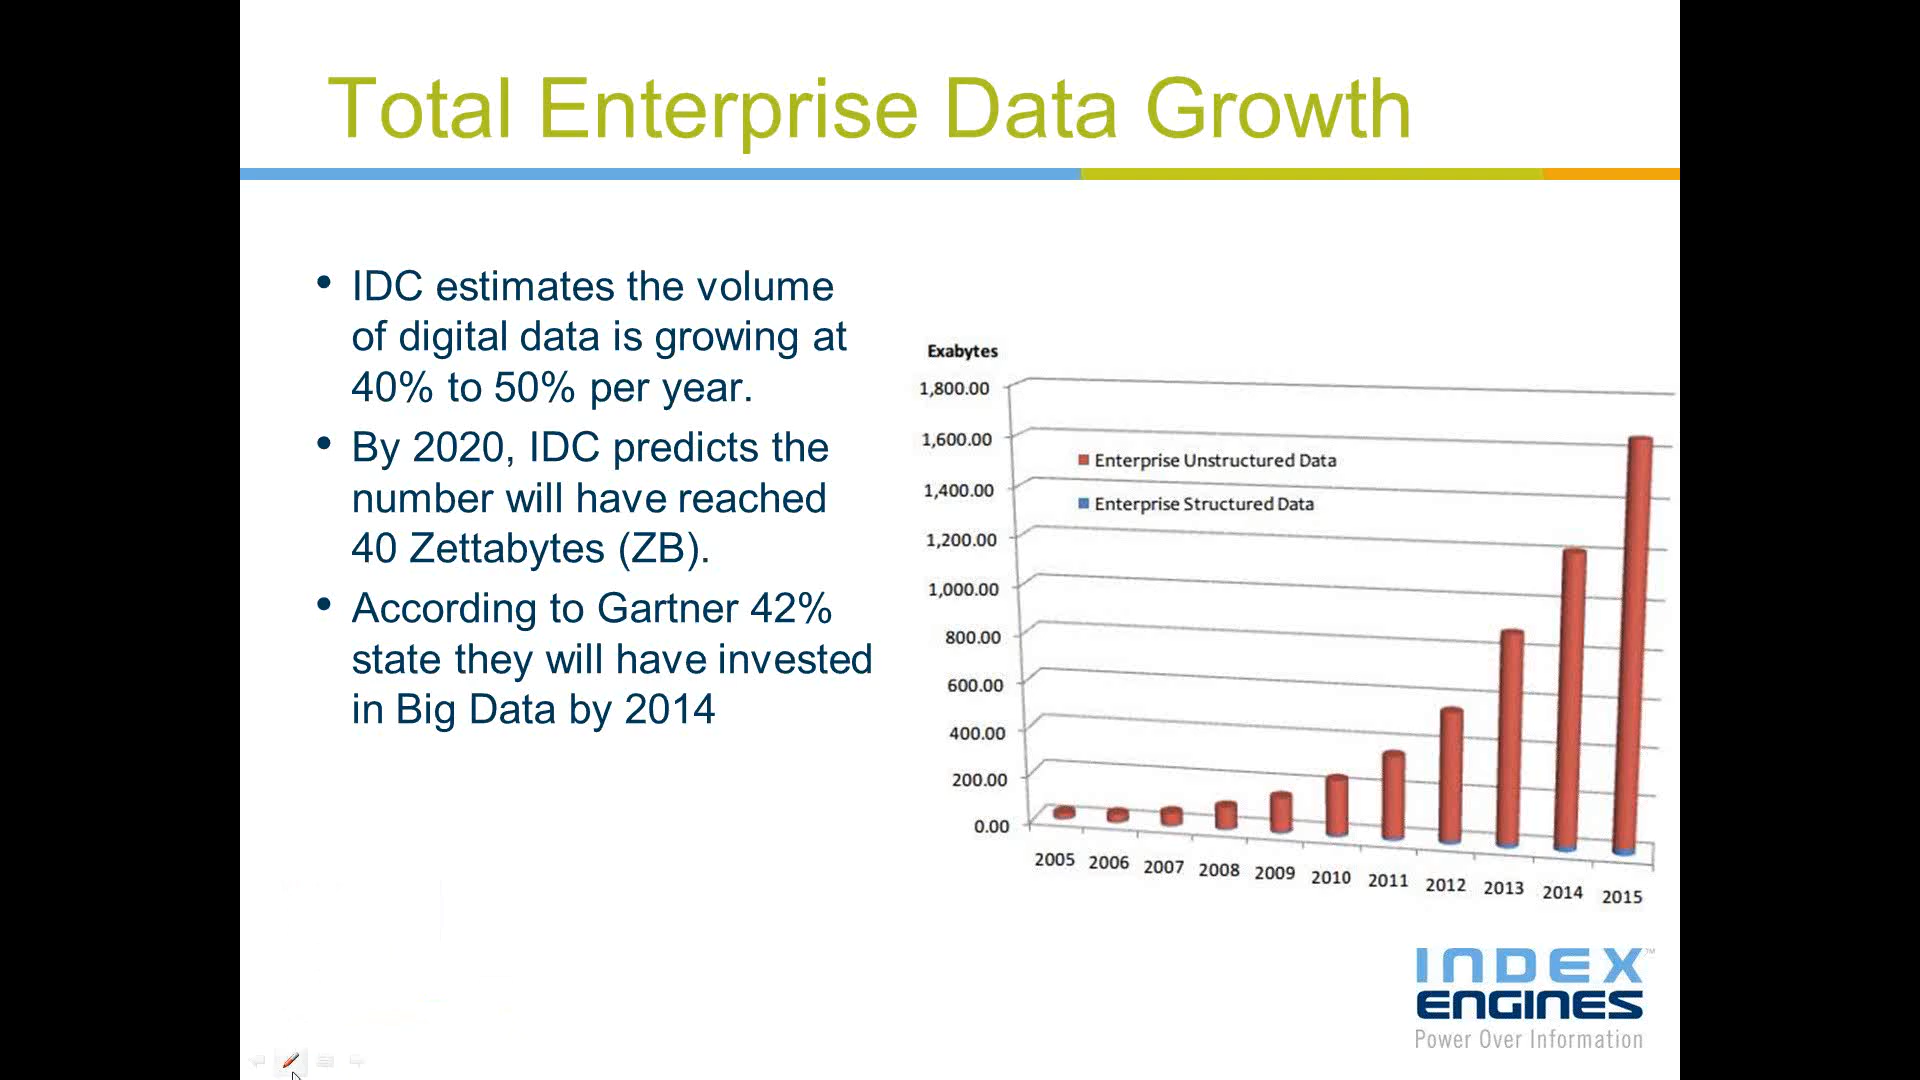 Total Enterprise Data Growth
• IDC estimates the volume
of digital data is growing at
40% to 50% per year.
• By 2020, IDC predicts the
number will have reached
40 Zettabytes (ZB).
• According to Gartner 42%
state they will have invested
in Big Data by 2014
Exabytes
1,800.00
1,600.00
1,400.00
1,200.00
1,000.00
800.00
600.00
400.00
200.00
0.00
Enterprise Unstructured Data
Enterprise Structured Data
2005 2006 2007 2008 2009 2010 2011 2012 2013 2014 2015
INDEX™
ENGINES
Power Over Information